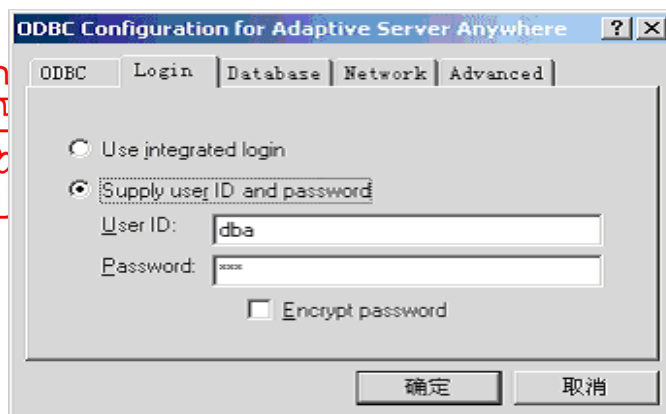 ODBC Configuration for Adaptive Server Anywhere
ODBC Login Database Network Advanced
Use integrated login
Supply user ID and password
User ID: dba
Password: ***
Encrypt password
确定 取消